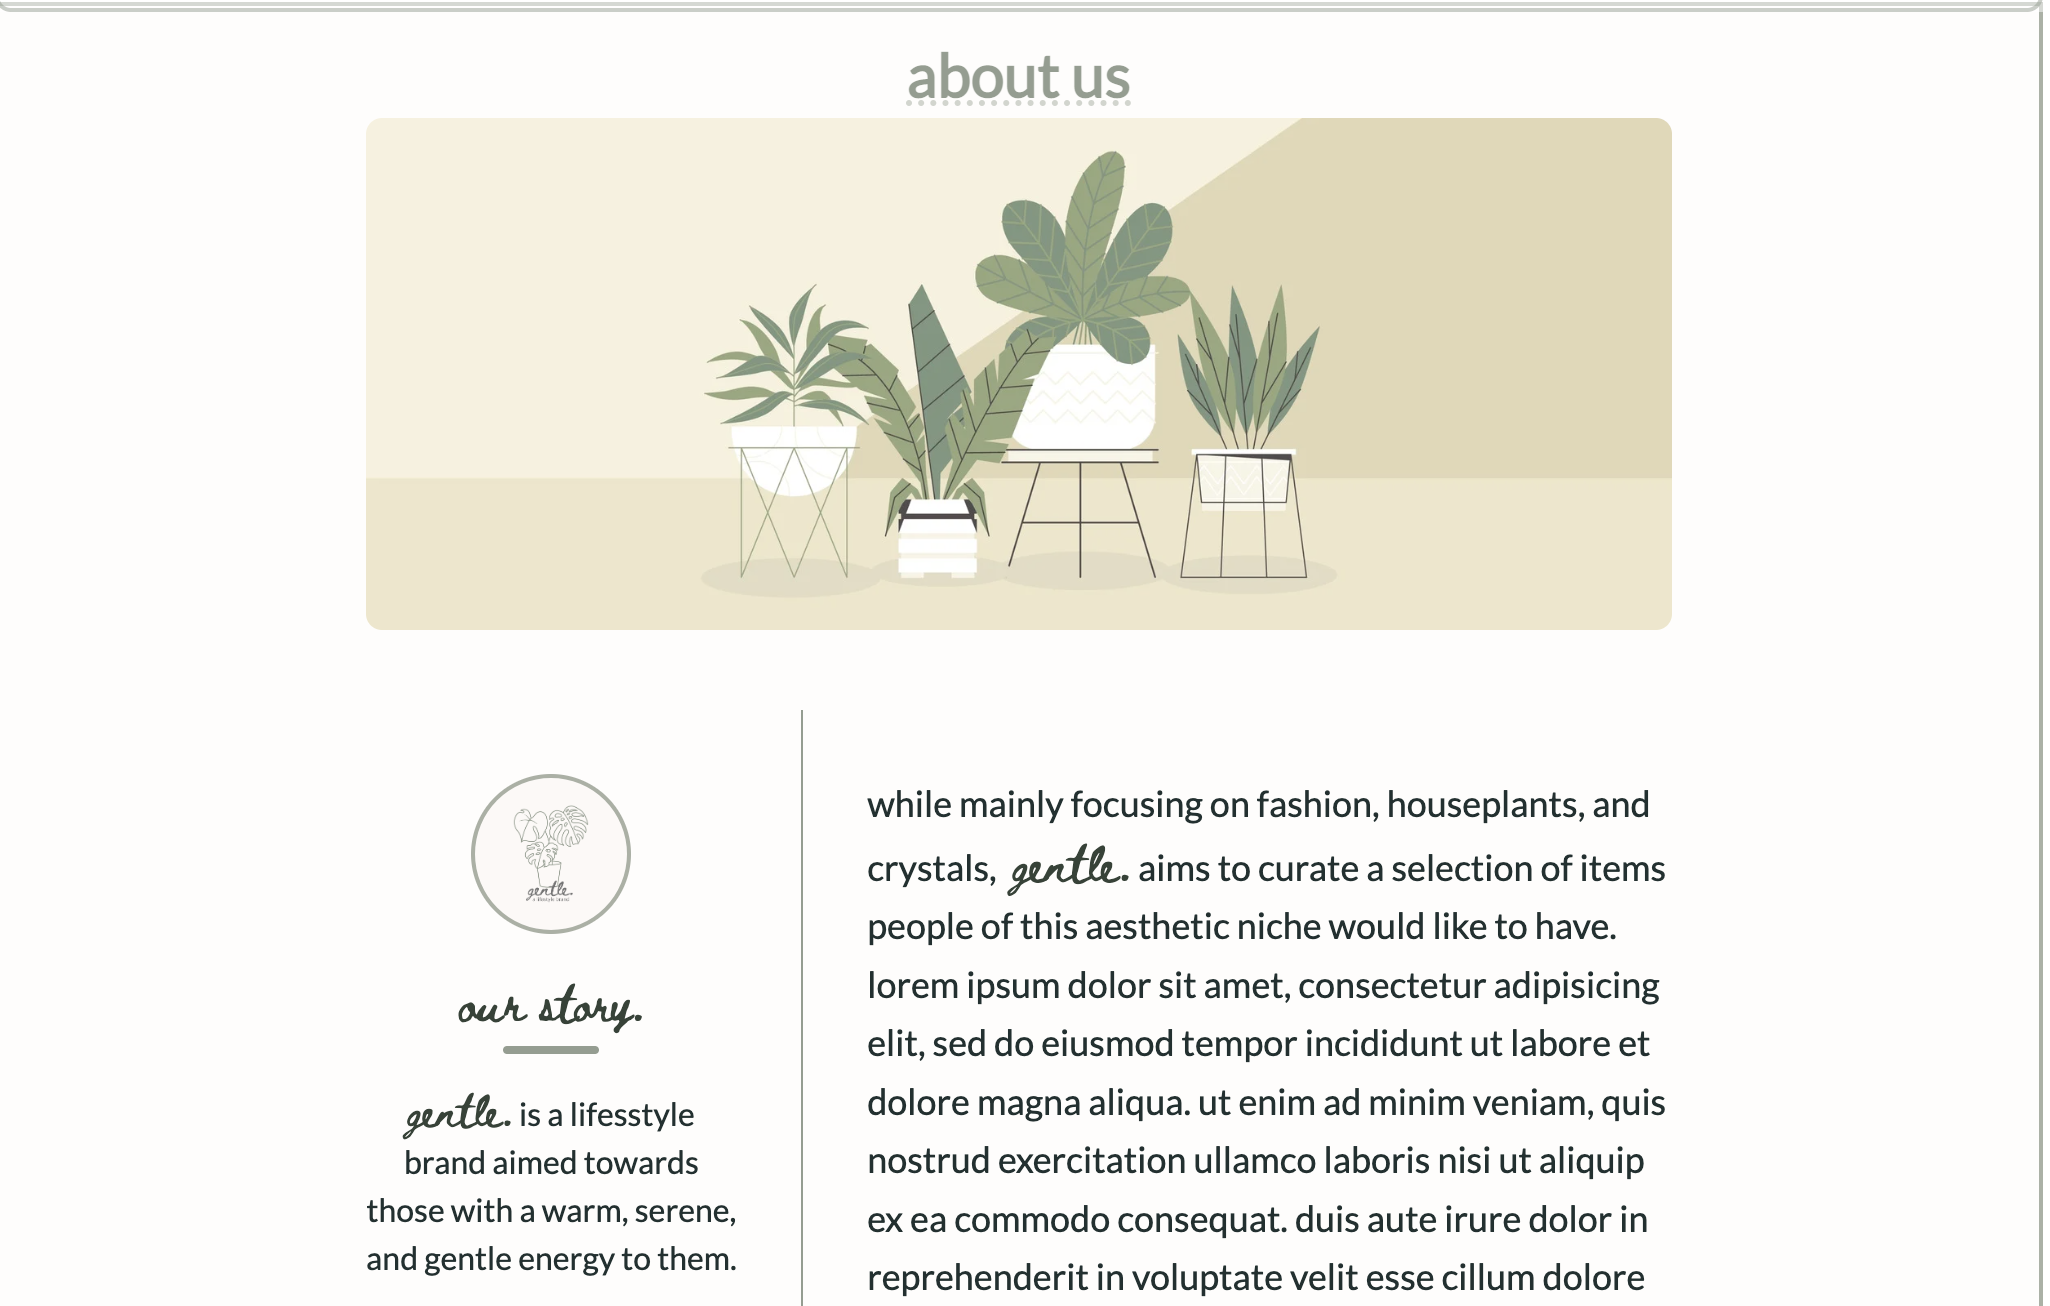 about us
gentle.
a lifestyle brand
our story.
gentle. is a lifesstyle
brand aimed towards
those with a warm, serene,
and gentle energy to them.
while mainly focusing on fashion, houseplants, and
crystals, gentle. aims to curate a selection of items
people of this aesthetic niche would like to have.
lorem ipsum dolor sit amet, consectetur adipisicing
elit, sed do eiusmod tempor incididunt ut labore et
dolore magna aliqua. ut enim ad minim veniam, quis
nostrud exercitation ullamco laboris nisi ut aliquip
ex ea commodo consequat. duis aute irure dolor in
reprehenderit in voluptate velit esse cillum dolore